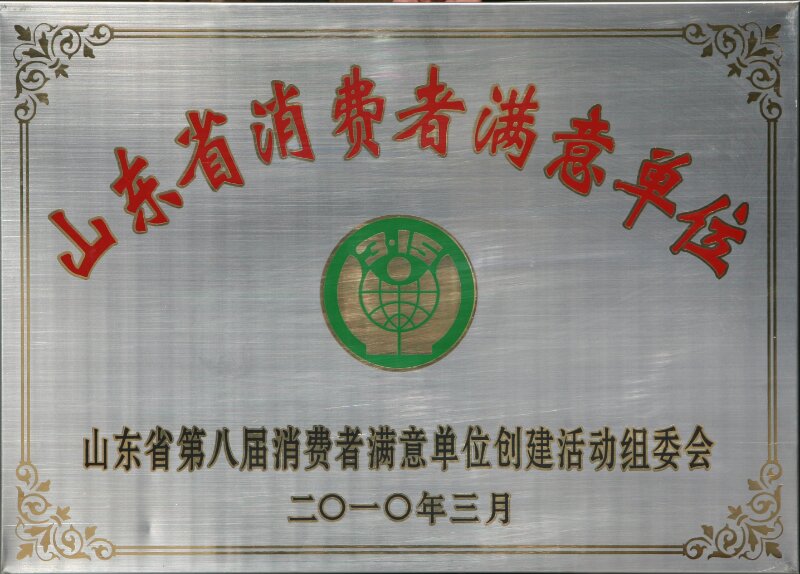 山东省消费者满意单位
3·15
山东省第八届消费者满意单位创建活动组委会
二〇一〇年三月